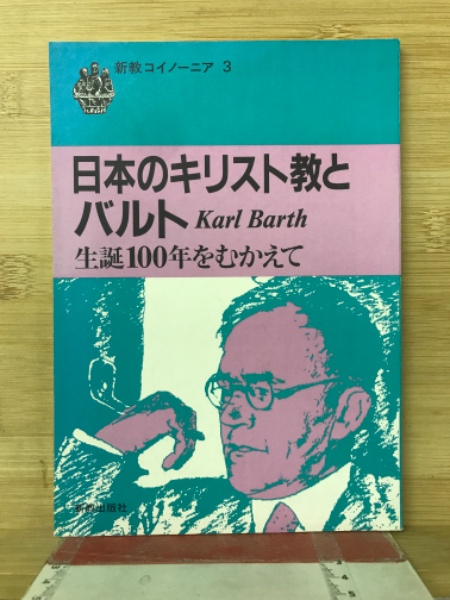 新教コイノーニア 3
日本のキリスト教と
バルト Karl Barth
生誕100年をむかえて
新教出版社